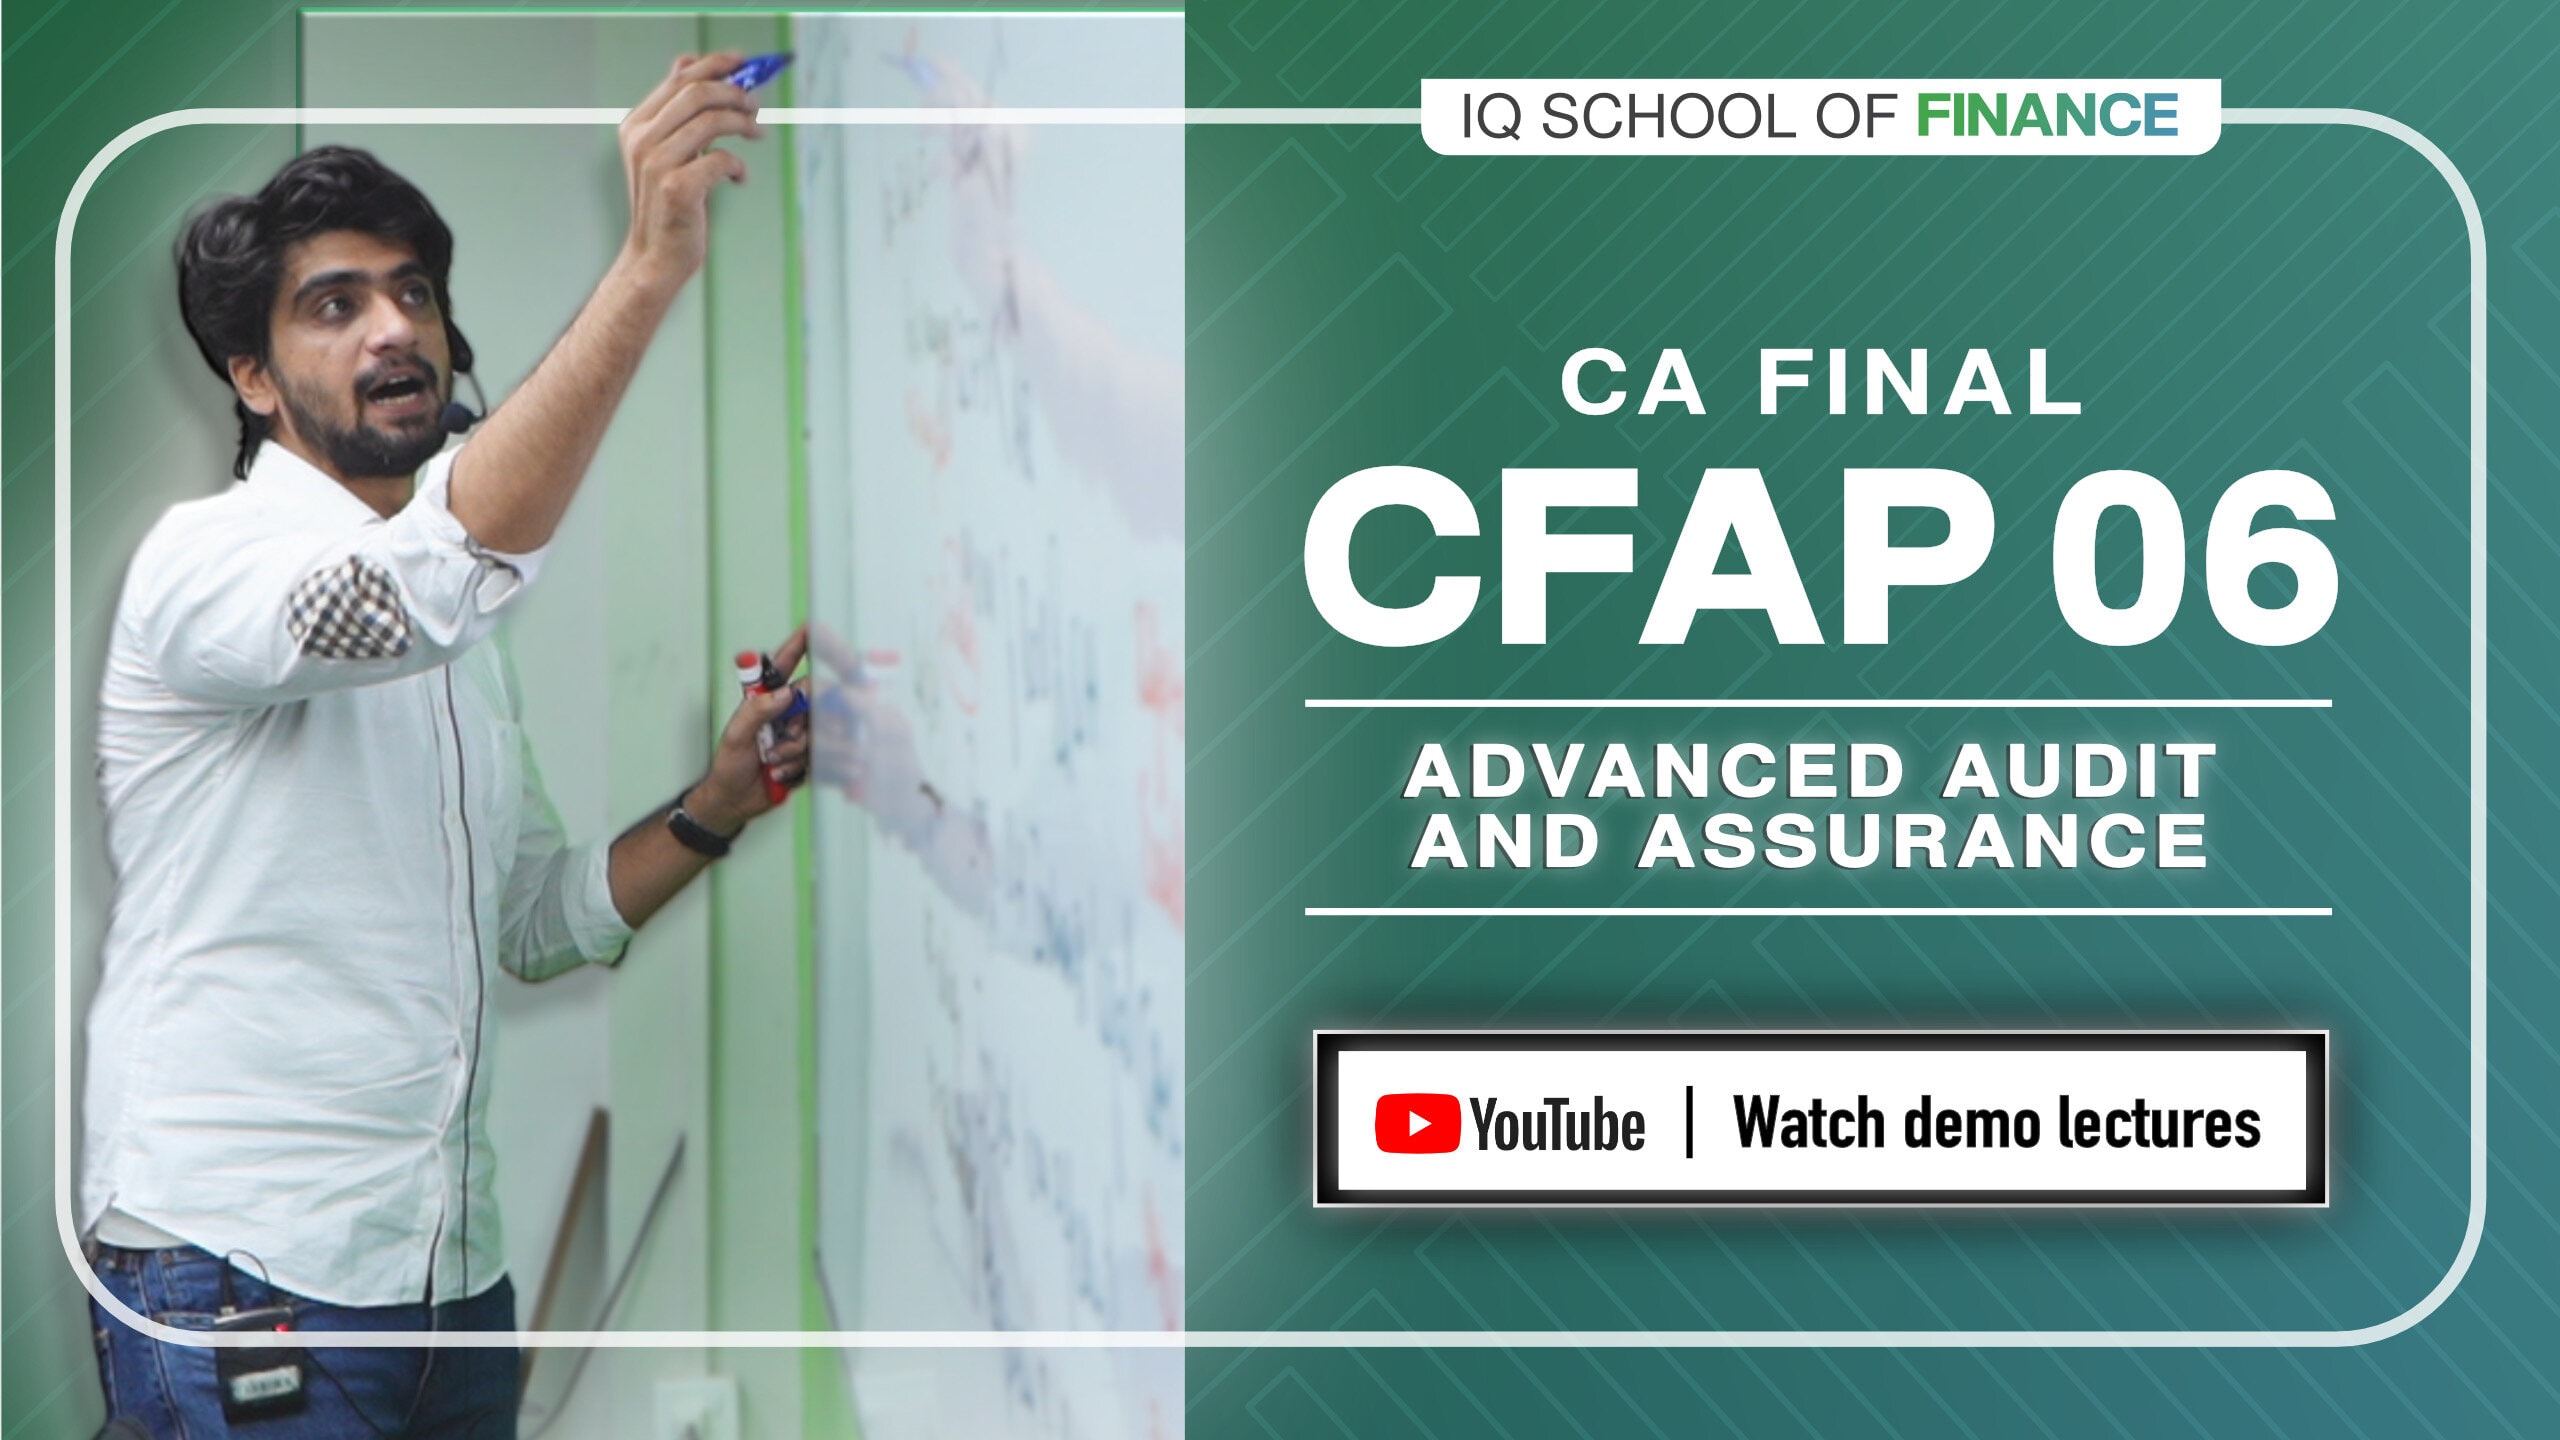 IQ SCHOOL OF FINANCE
CA FINAL
CFAP 06
ADVANCED AUDIT
AND ASSURANCE
YouTube | Watch demo lectures